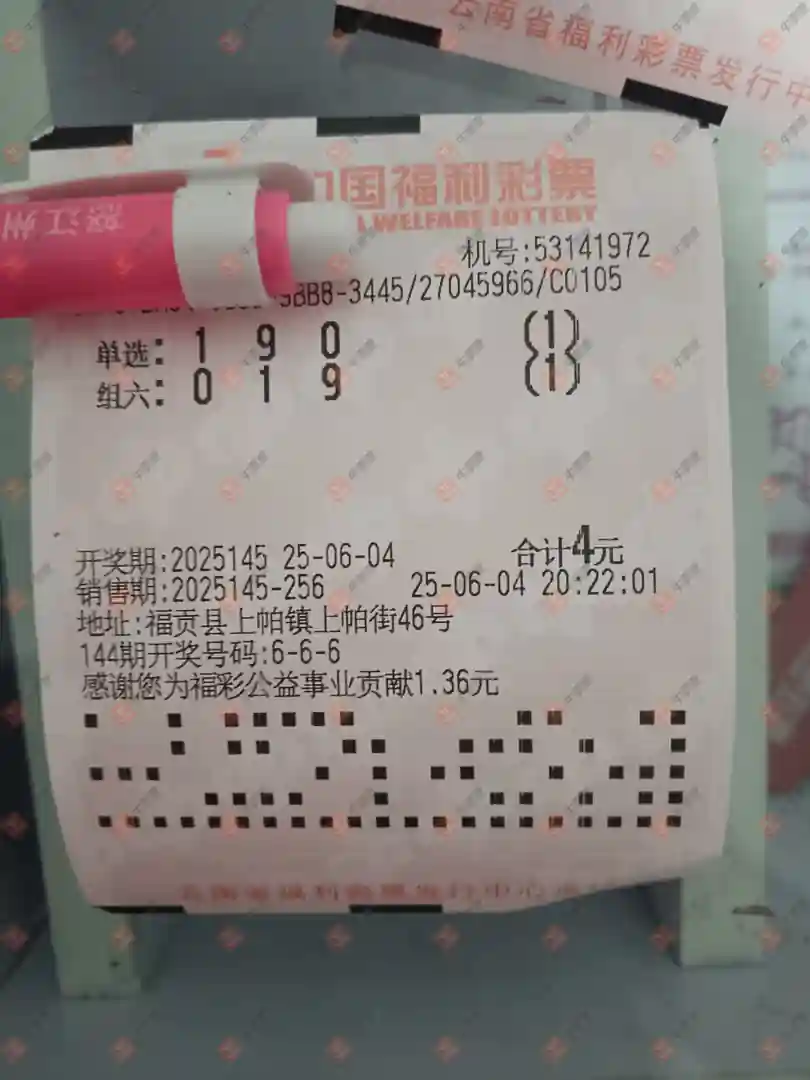 云南省福利彩票发行中
国福利彩票
WELFARE LOTTERY
怒江州
机号:53141972
-3445/27045966/C0105
单选: 1 9 0 (1)
组六: 0 1 9 (1)
开奖期:2025145 25-06-04 合计4元
销售期:2025145-256 25-06-04 20:22:01
地址:福贡县上帕镇上帕街46号
144期开奖号码:6-6-6
感谢您为福彩公益事业贡献1.36元